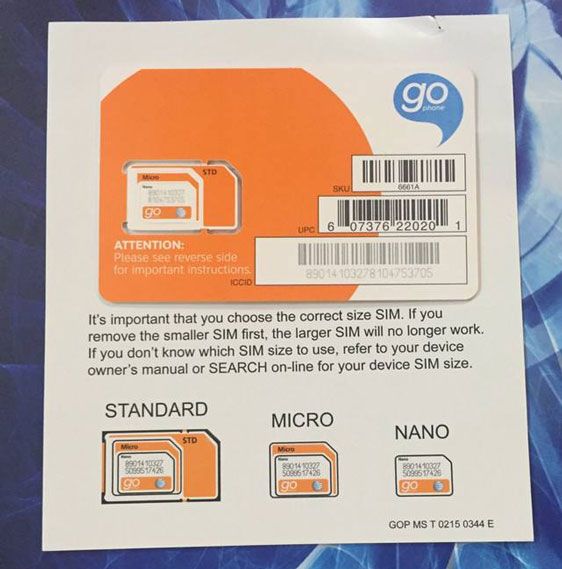 go
phone
Micro
STD
Nano
8901410327
8104753705
go
SKU
6661A
UPC
6 07376 22020 1
ATTENTION:
Please see reverse side
for important instructions.
ICCID
89014103278104753705
It's important that you choose the correct size SIM. If you
remove the smaller SIM first, the larger SIM will no longer work.
If you don't know which SIM size to use, refer to your device
owner's manual or SEARCH on-line for your device SIM size.
STANDARD
MICRO
NANO
Micro
STD
Nano
8901410327
5099517426
go
Micro
Nano
8901410327
5099517426
go
Nano
8901410327
5099517426
go
GOP MS T 0215 0344 E